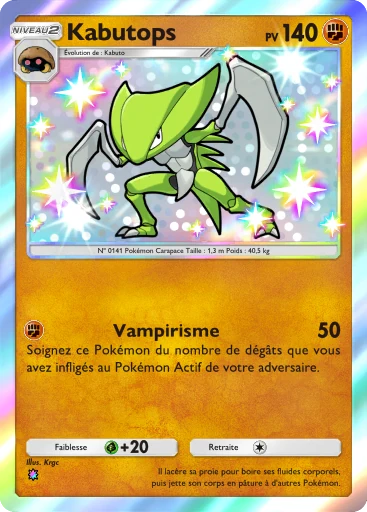 NIVEAU 2
Kabutops
PV 140
Évolution de : Kabuto
N° 0141 Pokémon Carapace Taille : 1,3 m Poids : 40,5 kg
Vampirisme 50
Soignez ce Pokémon du nombre de dégâts que vous
avez infligés au Pokémon Actif de votre adversaire.
Faiblesse +20 Retraite
Illus. Krgc
Il lacère sa proie pour boire ses fluides corporels,
puis jette son corps en pâture à d'autres Pokémon.